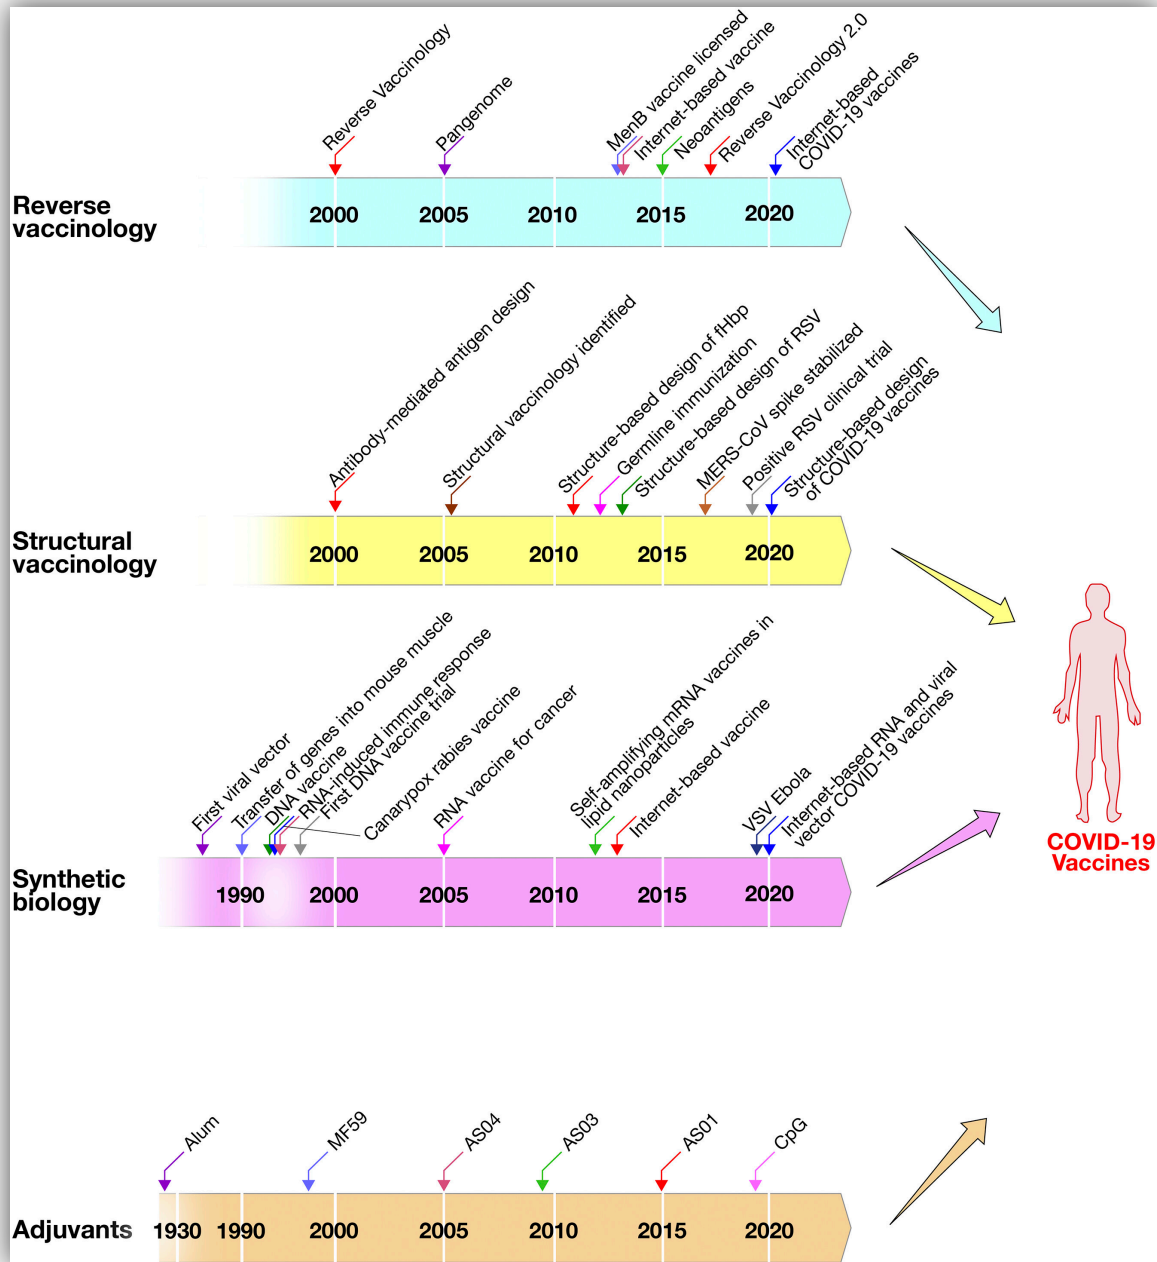 Reverse Vaccinology
Pangenome
MenB vaccine licensed
Internet-based vaccine
Neoantigens
Reverse Vaccinology 2.0
Internet-based
COVID-19 vaccines
Reverse
vaccinology
2000 2005 2010 2015 2020
Antibody-mediated antigen design
Structural vaccinology identified
Structure-based design of fHbp
Germline immunization
Structure-based design of RSV
MERS-CoV spike stabilized
Positive RSV clinical trial
Structure-based design
of COVID-19 vaccines
Structural
vaccinology
2000 2005 2010 2015 2020
First viral vector
Transfer of genes into mouse muscle
DNA vaccine
RNA-induced immune response
First DNA vaccine trial
Canarypox rabies vaccine
RNA vaccine for cancer
Self-amplifying mRNA vaccines in
lipid nanoparticles
Internet-based vaccine
VSV Ebola
Internet-based RNA and viral
vector COVID-19 vaccines
Synthetic
biology
1990 2000 2005 2010 2015 2020
COVID-19
Vaccines
Alum
MF59
AS04
AS03
AS01
CpG
Adjuvants
1930 1990 2000 2005 2010 2015 2020